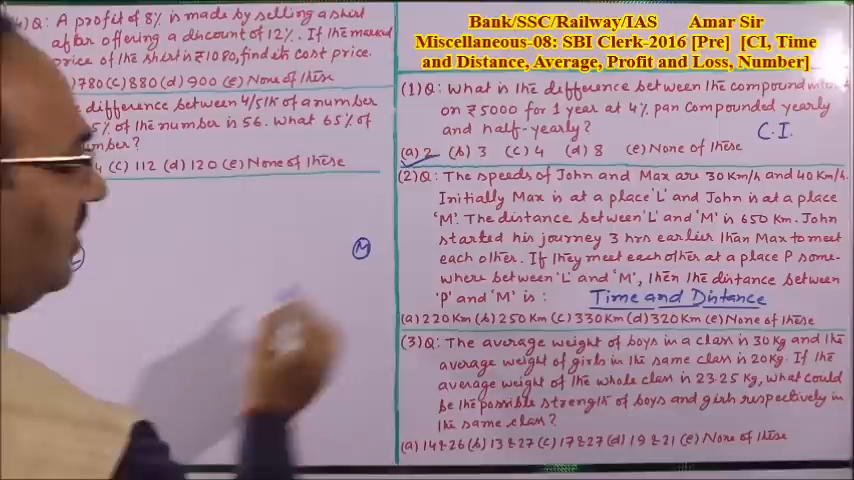 Bank/SSC/Railway/IAS Amar Sir
Miscellaneous-08: SBI Clerk-2016 [Pre] [CI, Time
and Distance, Average, Profit and Loss, Number]
4)Q: A profit of 8% is made by selling a shirt
after offering a discount of 12%. If the marked
price of the shirt is ₹1080, find its cost price.
)780 (c) 880 (d) 900 (e) None of these
difference between 4/5th of a number
5% of the number is 56. What 65% of
number?
4 (c) 112 (d) 120 (e) None of these
L
M
(1)Q: What is the difference between the compound
on ₹5000 for 1 year at 4% pan compounded yearly
and half-yearly?
C.I.
(a) 2 (b) 3 (c) 4 (d) 8 (e) None of these
(2)Q: The speeds of John and Max are 30 Km/h and 40 Km/h.
Initially Max is at a place 'L' and John is at a place
'M'. The distance between 'L' and 'M' is 650 km. John
started his journey 3 hrs earlier than Max to meet
each other. If they meet each other at a place P some-
where between 'L' and 'M', then the distance between
'P' and 'M' is: Time and Distance
(a) 220 Km (b) 250 Km (c) 330 Km (d) 320 Km (e) None of these
(3)Q: The average weight of boys in a class is 30 Kg and the
average weight of girls in the same class is 20 Kg. If the
average weight of the whole class is 23.25 Kg, what could
be the possible strength of boys and girls respectively in
the same class?
(a) 14 & 26 (b) 13 & 27 (c) 17 & 27 (d) 19 & 21 (e) None of these